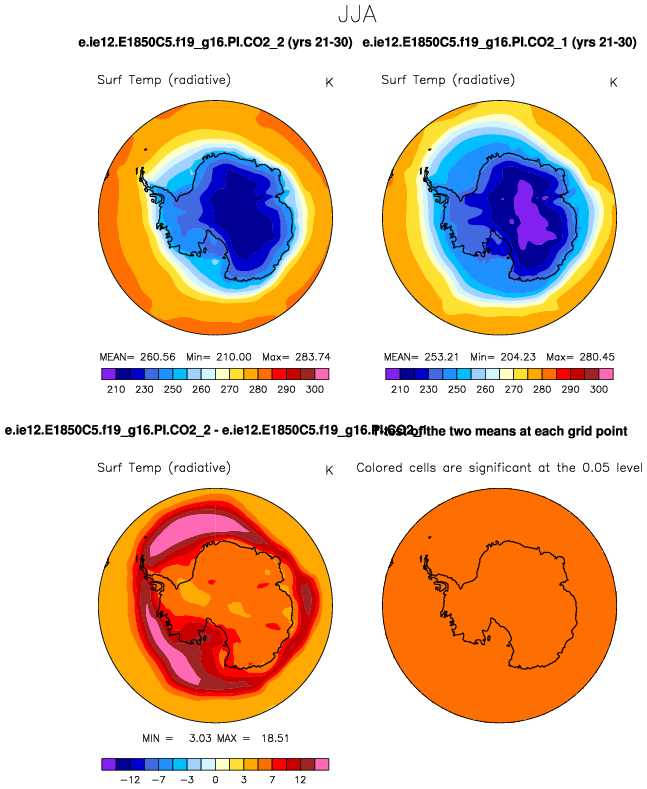 JJA
e.ie12.E1850C5.f19_g16.PI.CO2_2 (yrs 21-30) e.ie12.E1850C5.f19_g16.PI.CO2_1 (yrs 21-30)
Surf Temp (radiative) K Surf Temp (radiative) K
MEAN= 260.56 Min= 210.00 Max= 283.74 MEAN= 253.21 Min= 204.23 Max= 280.45
210 230 250 260 270 280 290 300 210 230 250 260 270 280 290 300
e.ie12.E1850C5.f19_g16.PI.CO2_2 - e.ie12.E1850C5.f19_g16.PI.CO2_1 T-test of the two means at each grid point
Surf Temp (radiative) K Colored cells are significant at the 0.05 level
MIN = 3.03 MAX = 18.51
-12 -7 -3 0 3 7 12